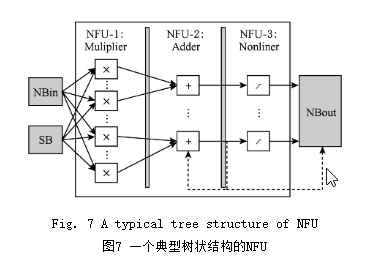 NFU-1: NFU-2: NFU-3:
Muliplier Adder Nonliner
NBin
SB
×
×
×
×
+
+
NBout
Fig. 7 A typical tree structure of NFU
图7 一个典型树状结构的NFU